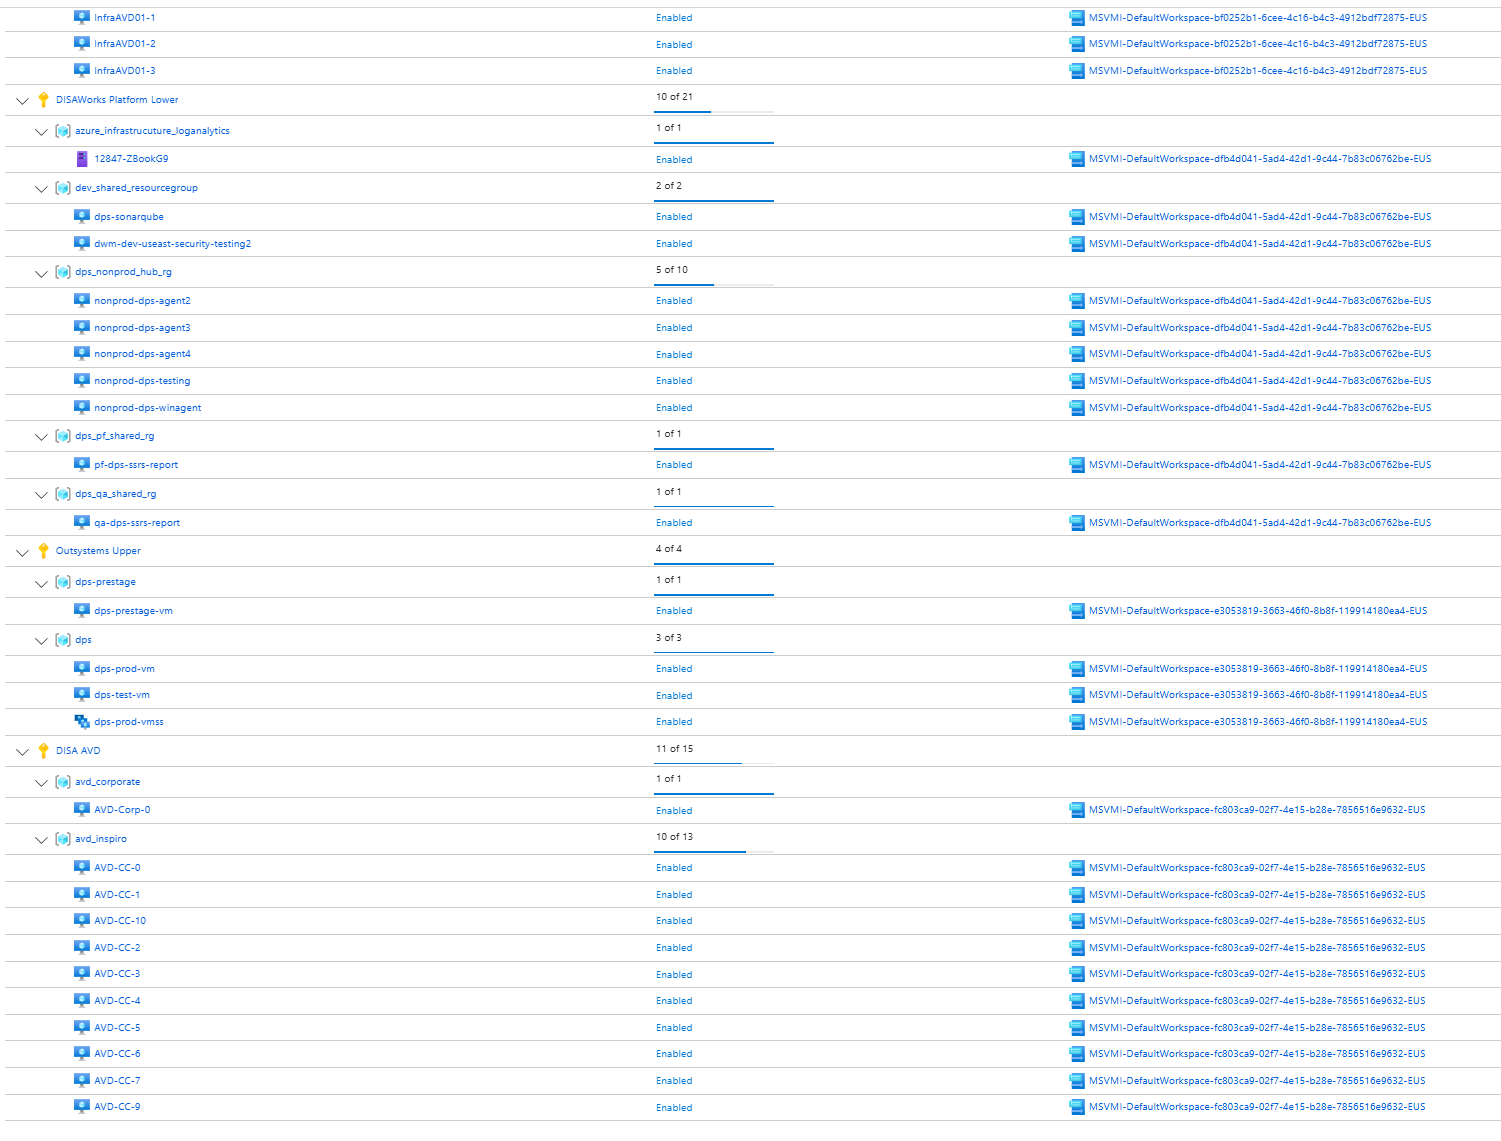 InfraAVD01-1 Enabled MSVMI-DefaultWorkspace-bf0252b1-6cee-4c16-b4c3-4912bdf72875-EUS
InfraAVD01-2 Enabled MSVMI-DefaultWorkspace-bf0252b1-6cee-4c16-b4c3-4912bdf72875-EUS
InfraAVD01-3 Enabled MSVMI-DefaultWorkspace-bf0252b1-6cee-4c16-b4c3-4912bdf72875-EUS
DISAWorks Platform Lower 10 of 21
azure_infrastrucuture_loganalytics 1 of 1
12847-ZBookG9 Enabled MSVMI-DefaultWorkspace-dfb4d041-5ad4-42d1-9c44-7b83c06762be-EUS
dev_shared_resourcegroup 2 of 2
dps-sonarqube Enabled MSVMI-DefaultWorkspace-dfb4d041-5ad4-42d1-9c44-7b83c06762be-EUS
dwm-dev-useast-security-testing2 Enabled MSVMI-DefaultWorkspace-dfb4d041-5ad4-42d1-9c44-7b83c06762be-EUS
dps_nonprod_hub_rg 5 of 10
nonprod-dps-agent2 Enabled MSVMI-DefaultWorkspace-dfb4d041-5ad4-42d1-9c44-7b83c06762be-EUS
nonprod-dps-agent3 Enabled MSVMI-DefaultWorkspace-dfb4d041-5ad4-42d1-9c44-7b83c06762be-EUS
nonprod-dps-agent4 Enabled MSVMI-DefaultWorkspace-dfb4d041-5ad4-42d1-9c44-7b83c06762be-EUS
nonprod-dps-testing Enabled MSVMI-DefaultWorkspace-dfb4d041-5ad4-42d1-9c44-7b83c06762be-EUS
nonprod-dps-winagent Enabled MSVMI-DefaultWorkspace-dfb4d041-5ad4-42d1-9c44-7b83c06762be-EUS
dps_pf_shared_rg 1 of 1
pf-dps-ssrs-report Enabled MSVMI-DefaultWorkspace-dfb4d041-5ad4-42d1-9c44-7b83c06762be-EUS
dps_qa_shared_rg 1 of 1
qa-dps-ssrs-report Enabled MSVMI-DefaultWorkspace-dfb4d041-5ad4-42d1-9c44-7b83c06762be-EUS
Outsystems Upper 4 of 4
dps-prestage 1 of 1
dps-prestage-vm Enabled MSVMI-DefaultWorkspace-e3053819-3663-46f0-8b8f-119914180ea4-EUS
dps 3 of 3
dps-prod-vm Enabled MSVMI-DefaultWorkspace-e3053819-3663-46f0-8b8f-119914180ea4-EUS
dps-test-vm Enabled MSVMI-DefaultWorkspace-e3053819-3663-46f0-8b8f-119914180ea4-EUS
dps-prod-vmss Enabled MSVMI-DefaultWorkspace-e3053819-3663-46f0-8b8f-119914180ea4-EUS
DISA AVD 11 of 15
avd_corporate 1 of 1
AVD-Corp-0 Enabled MSVMI-DefaultWorkspace-fc803ca9-02f7-4e15-b28e-7856516e9632-EUS
avd_inspiro 10 of 13
AVD-CC-0 Enabled MSVMI-DefaultWorkspace-fc803ca9-02f7-4e15-b28e-7856516e9632-EUS
AVD-CC-1 Enabled MSVMI-DefaultWorkspace-fc803ca9-02f7-4e15-b28e-7856516e9632-EUS
AVD-CC-10 Enabled MSVMI-DefaultWorkspace-fc803ca9-02f7-4e15-b28e-7856516e9632-EUS
AVD-CC-2 Enabled MSVMI-DefaultWorkspace-fc803ca9-02f7-4e15-b28e-7856516e9632-EUS
AVD-CC-3 Enabled MSVMI-DefaultWorkspace-fc803ca9-02f7-4e15-b28e-7856516e9632-EUS
AVD-CC-4 Enabled MSVMI-DefaultWorkspace-fc803ca9-02f7-4e15-b28e-7856516e9632-EUS
AVD-CC-5 Enabled MSVMI-DefaultWorkspace-fc803ca9-02f7-4e15-b28e-7856516e9632-EUS
AVD-CC-6 Enabled MSVMI-DefaultWorkspace-fc803ca9-02f7-4e15-b28e-7856516e9632-EUS
AVD-CC-7 Enabled MSVMI-DefaultWorkspace-fc803ca9-02f7-4e15-b28e-7856516e9632-EUS
AVD-CC-9 Enabled MSVMI-DefaultWorkspace-fc803ca9-02f7-4e15-b28e-7856516e9632-EUS